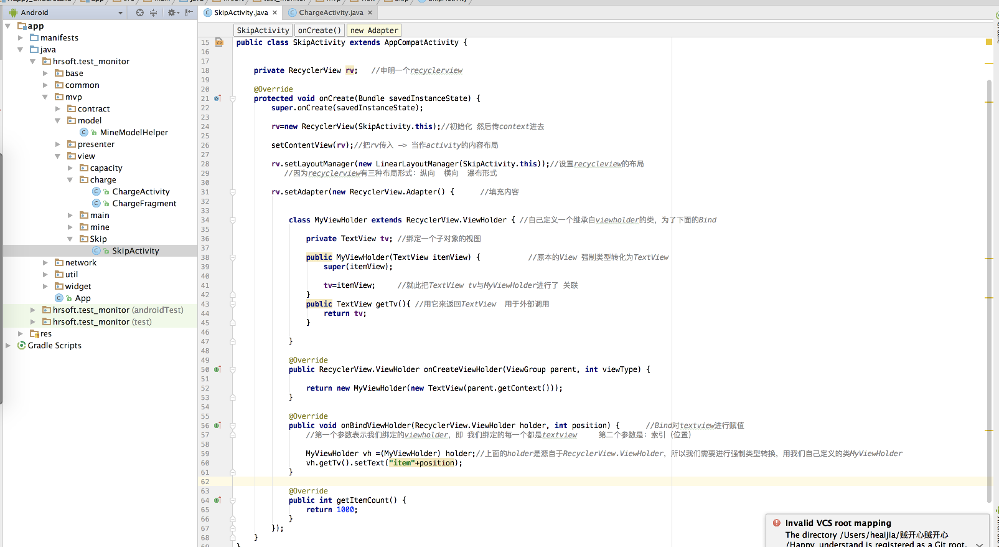 Android
SkipActivity.java
ChargeActivity.java
SkipActivity
onCreate()
new Adapter
app
manifests
java
hrsoft.test_monitor
base
common
mvp
contract
model
MineModelHelper
presenter
view
capacity
charge
ChargeActivity
ChargeFragment
main
mine
Skip
SkipActivity
network
util
widget
App
hrsoft.test_monitor (androidTest)
hrsoft.test_monitor (test)
res
Gradle Scripts
15 public class SkipActivity extends AppCompatActivity {
16
17
18 private RecyclerView rv; //申明一个recyclerview
19
20 @Override
21 protected void onCreate(Bundle savedInstanceState) {
22 super.onCreate(savedInstanceState);
23
24 rv=new RecyclerView(SkipActivity.this);//初始化 然后传context进去
25
26 setContentView(rv);//把rv传入 -> 当作activity的内容布局
27
28 rv.setLayoutManager(new LinearLayoutManager(SkipActivity.this));//设置recycleview的布局
29 //因为recyclerview有三种布局形式: 纵向 横向 瀑布形式
30
31 rv.setAdapter(new RecyclerView.Adapter() { //填充内容
32
33
34 class MyViewHolder extends RecyclerView.ViewHolder { //自己定义一个继承自viewholder的类，为了下面的Bind
35
36 private TextView tv; //绑定一个子对象的视图
37
38 public MyViewHolder(TextView itemView) { //原本的View 强制类型转化为TextView
39 super(itemView);
40
41 tv=itemView; //就此把TextView tv与MyViewHolder进行了 关联
42 }
43 public TextView getTv(){ //用它来返回TextView 用于外部调用
44 return tv;
45 }
46
47 }
48
49 @Override
50 public RecyclerView.ViewHolder onCreateViewHolder(ViewGroup parent, int viewType) {
51
52 return new MyViewHolder(new TextView(parent.getContext()));
53 }
54
55 @Override
56 public void onBindViewHolder(RecyclerView.ViewHolder holder, int position) { //Bind对textview进行赋值
57 //第一个参数表示我们绑定的viewholder，即 我们绑定的每一个都是textview 第二个参数是：索引（位置）
58
59 MyViewHolder vh =(MyViewHolder) holder;//上面的holder是源自于RecyclerView.ViewHolder，所以我们需要进行强制类型转换，用我们自己定义的类MyViewHolder
60 vh.getTv().setText("item"+position);
61 }
62
63 @Override
64 public int getItemCount() {
65 return 1000;
66 }
67 });
68 }
Invalid VCS root mapping
The directory /Users/heaijia/贼开心贼开心
/Happy_understand is registered as a Git root,